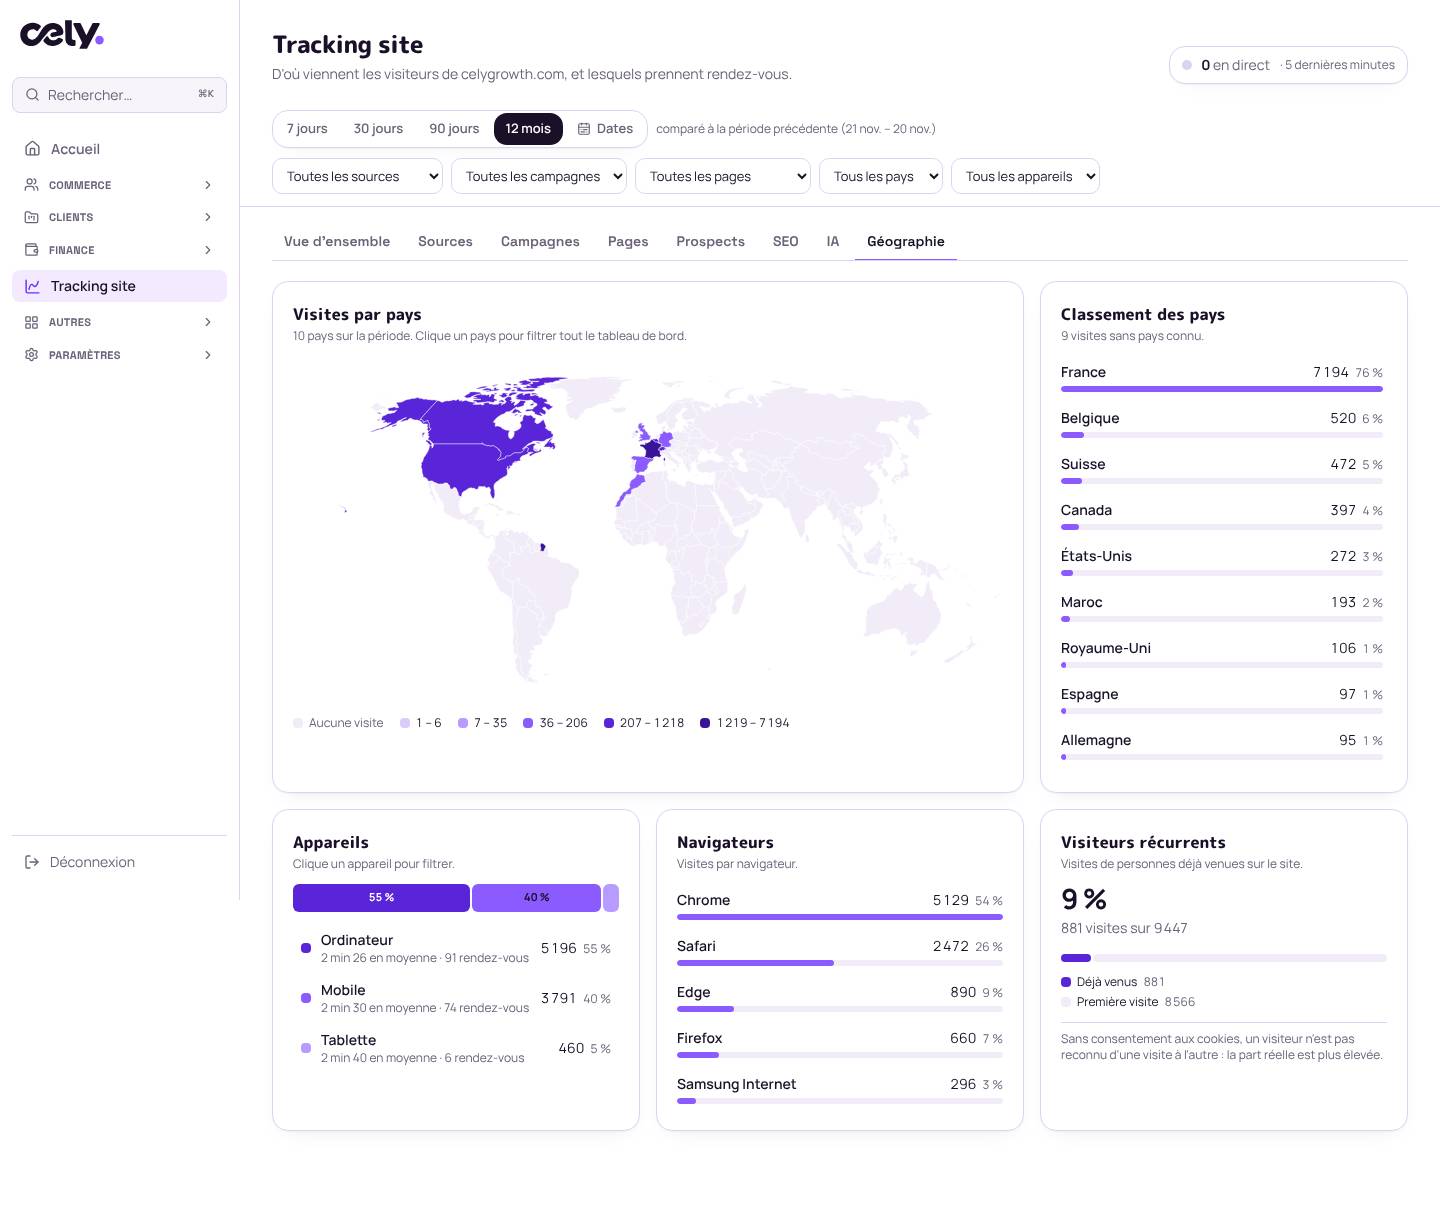 cely.
Rechercher... ⌘K
Accueil
COMMERCE
CLIENTS
FINANCE
Tracking site
AUTRES
PARAMÈTRES
Déconnexion
Tracking site
D'où viennent les visiteurs de celygrowth.com, et lesquels prennent rendez-vous.
0 en direct · 5 dernières minutes
7 jours 30 jours 90 jours 12 mois Dates comparé à la période précédente (21 nov. – 20 nov.)
Toutes les sources Toutes les campagnes Toutes les pages Tous les pays Tous les appareils
Vue d'ensemble Sources Campagnes Pages Prospects SEO IA Géographie
Visites par pays
10 pays sur la période. Clique un pays pour filtrer tout le tableau de bord.
Aucune visite 1 – 6 7 – 35 36 – 206 207 – 1 218 1 219 – 7 194
Classement des pays
9 visites sans pays connu.
France 7 194 76 %
Belgique 520 6 %
Suisse 472 5 %
Canada 397 4 %
États-Unis 272 3 %
Maroc 193 2 %
Royaume-Uni 106 1 %
Espagne 97 1 %
Allemagne 95 1 %
Appareils
Clique un appareil pour filtrer.
55 % 40 %
Ordinateur 5 196 55 %
2 min 26 en moyenne · 91 rendez-vous
Mobile 3 791 40 %
2 min 30 en moyenne · 74 rendez-vous
Tablette 460 5 %
2 min 40 en moyenne · 6 rendez-vous
Navigateurs
Visites par navigateur.
Chrome 5 129 54 %
Safari 2 472 26 %
Edge 890 9 %
Firefox 660 7 %
Samsung Internet 296 3 %
Visiteurs récurrents
Visites de personnes déjà venues sur le site.
9 %
881 visites sur 9 447
Déjà venus 881
Première visite 8 566
Sans consentement aux cookies, un visiteur n'est pas
reconnu d'une visite à l'autre : la part réelle est plus élevée.